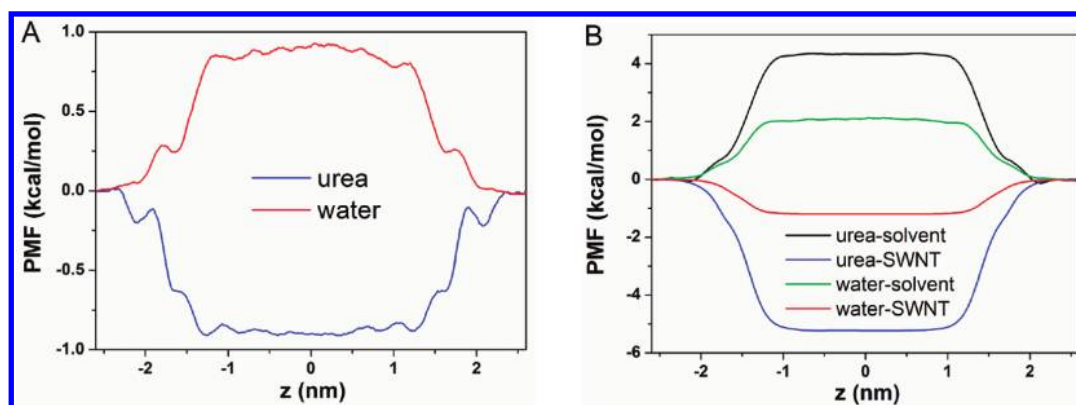 A
PMF (kcal/mol)
1.0
0.5
0.0
-0.5
-1.0
urea
water
-2
-1
0
1
2
z (nm)
B
PMF (kcal/mol)
4
2
0
-2
-4
-6
urea-solvent
urea-SWNT
water-solvent
water-SWNT
-2
-1
0
1
2
z (nm)